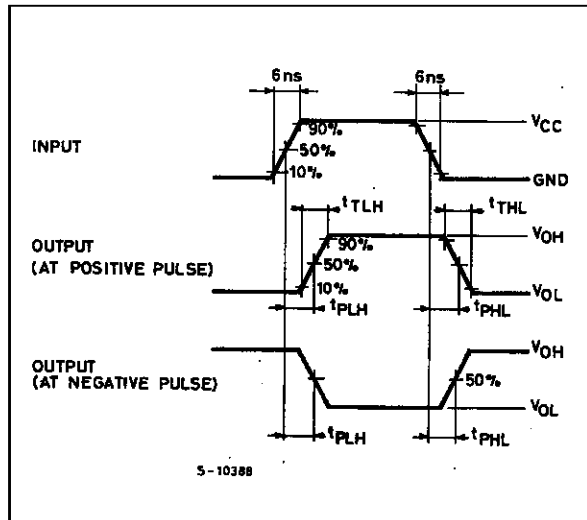 6ns 6ns
VCC
90%
INPUT
50%
10%
GND
tTLH tTHL
OUTPUT
(AT POSITIVE PULSE)
VOH
90%
50%
10%
VOL
tPLH tPHL
OUTPUT
(AT NEGATIVE PULSE)
VOH
50%
VOL
tPLH tPHL
S-10388